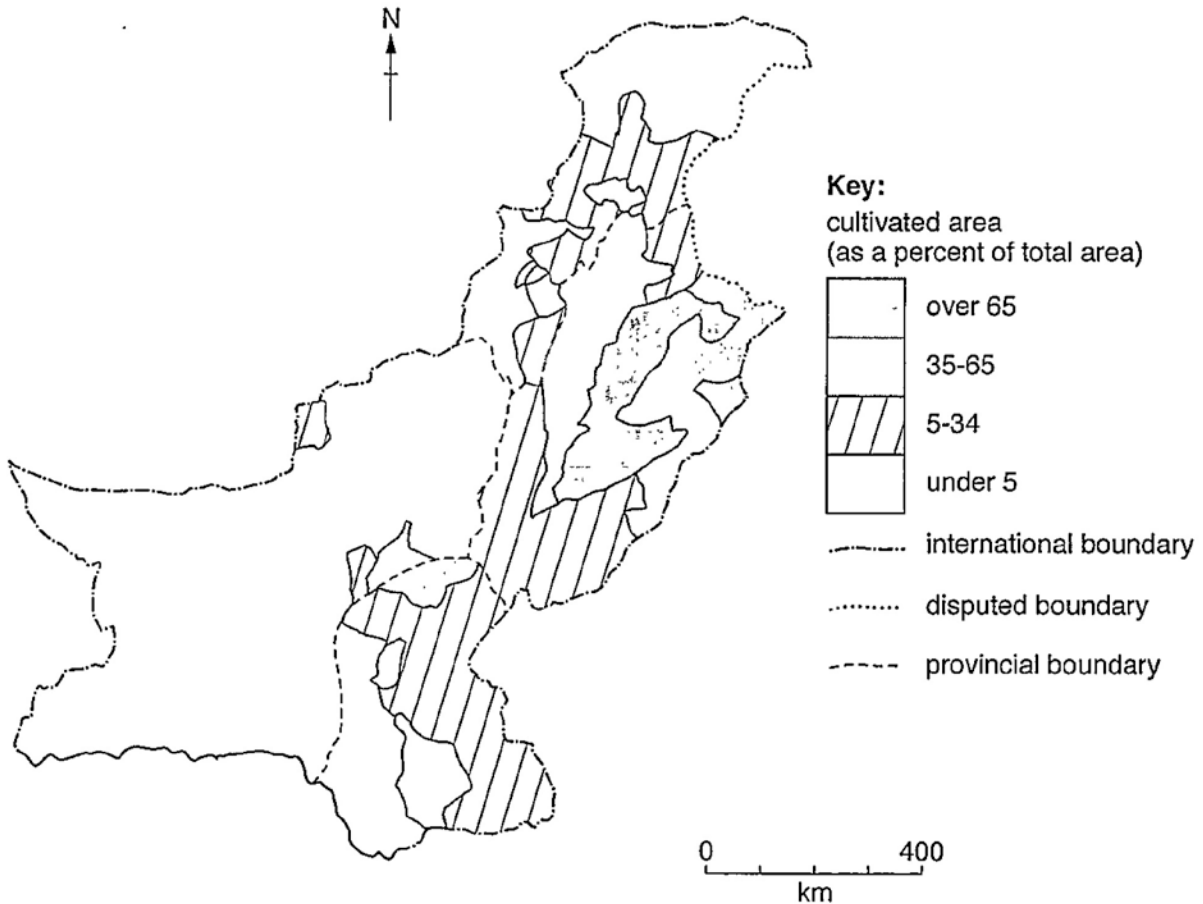 N
Key:
cultivated area
(as a percent of total area)
over 65
35-65
5-34
under 5
international boundary
disputed boundary
provincial boundary
0 400
km